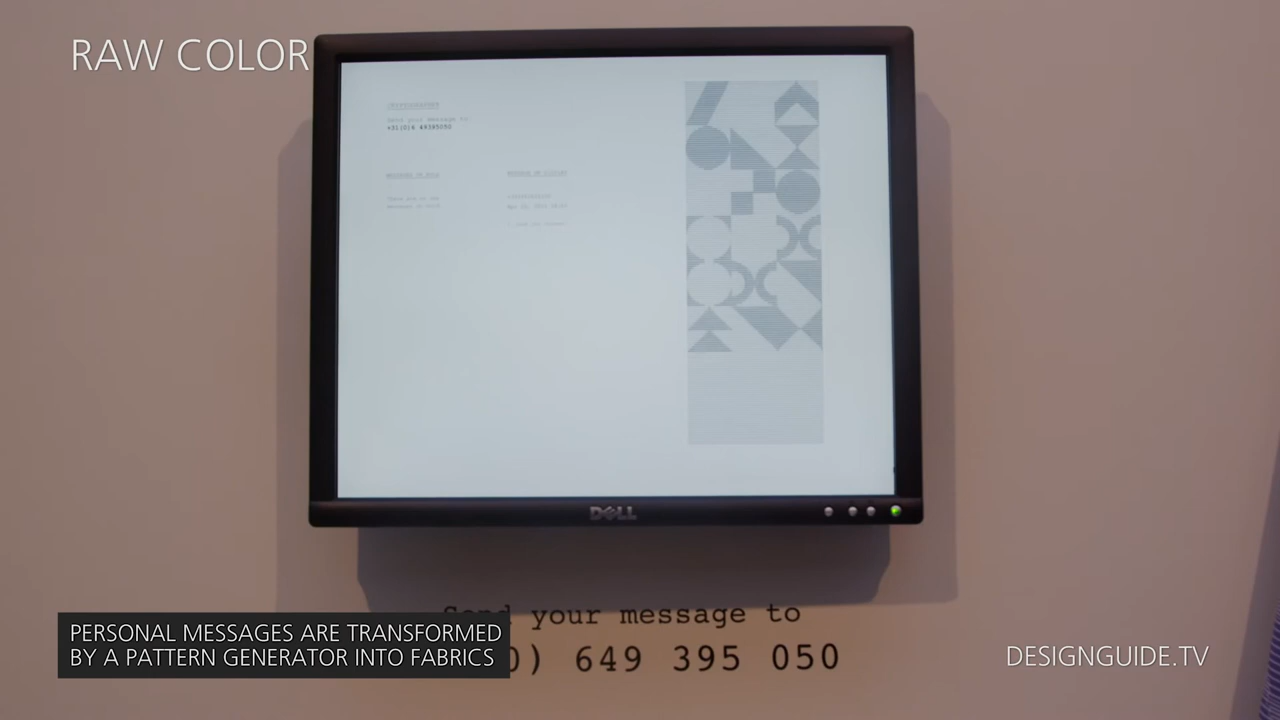 RAW COLOR
Send your message to:
+31(0)6 49395050
DELL
Send your message to
0) 649 395 050
PERSONAL MESSAGES ARE TRANSFORMED
BY A PATTERN GENERATOR INTO FABRICS
DESIGNGUIDE.TV